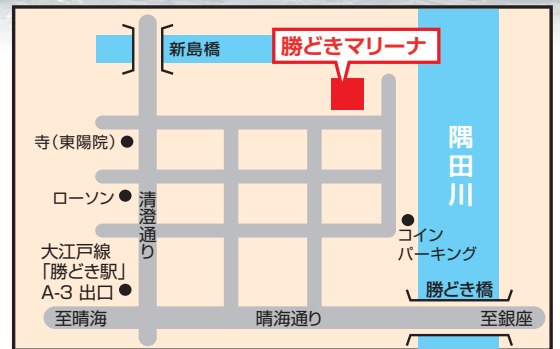 新島橋
勝どきマリーナ
寺(東陽院)
ローソン
清澄通り
隅田川
コイン
パーキング
大江戸線
「勝どき駅」
A-3 出口
勝どき橋
至晴海
晴海通り
至銀座